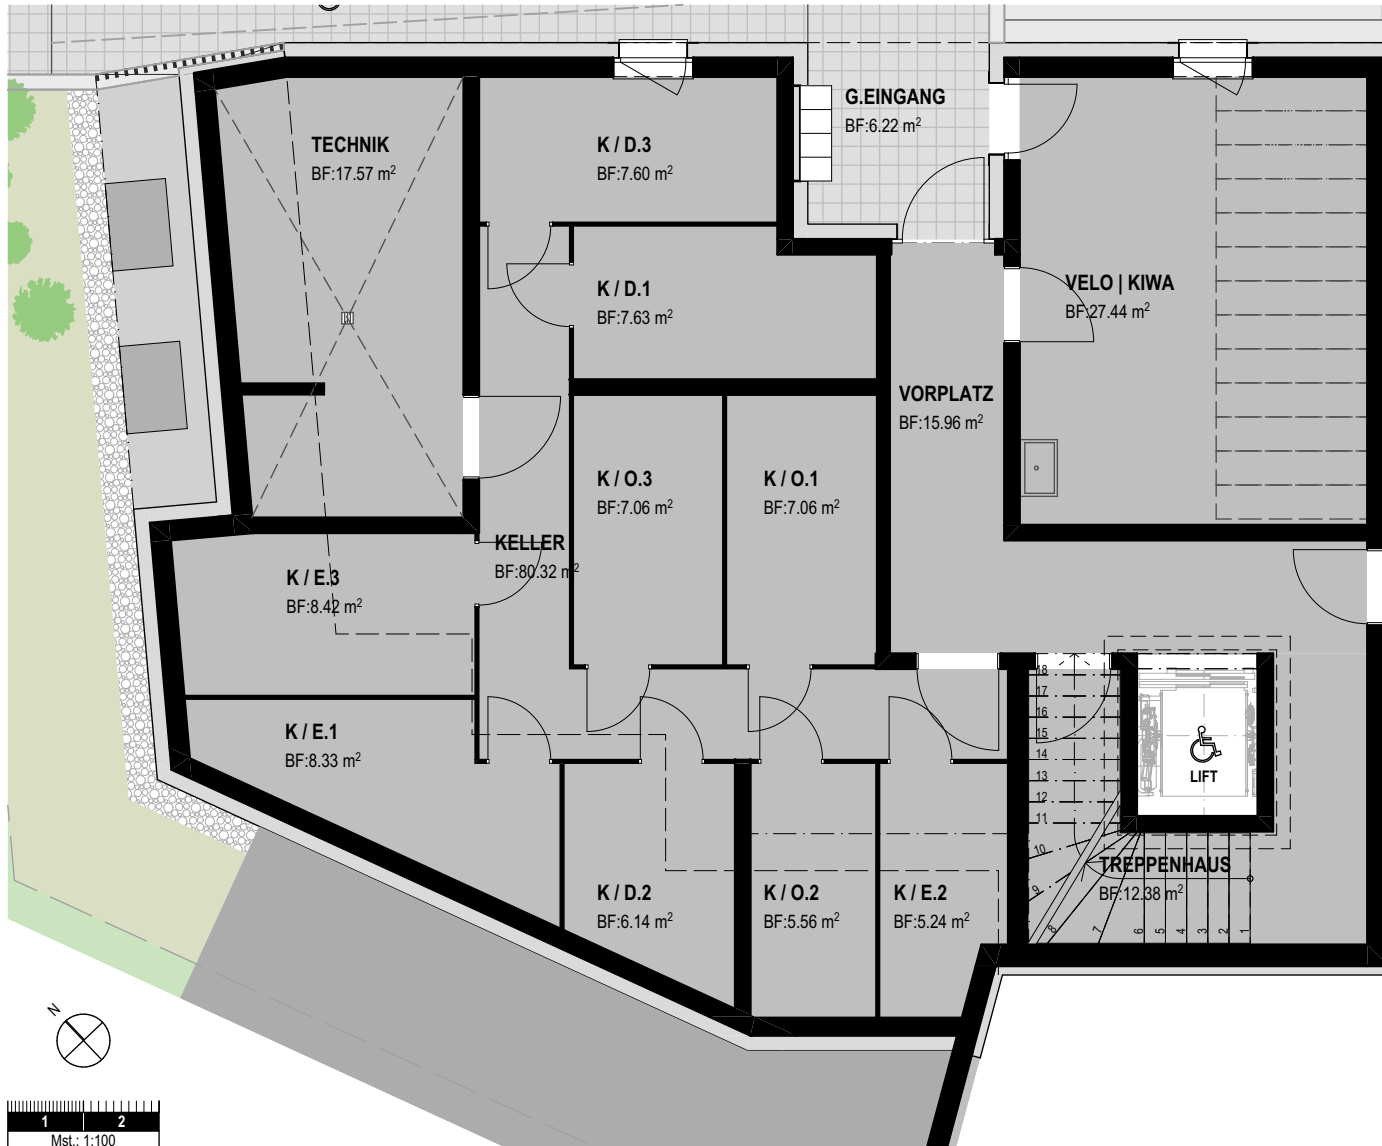 G.EINGANG
BF:6.22 m²
TECHNIK
BF:17.57 m²
K / D.3
BF:7.60 m²
K / D.1
BF:7.63 m²
VELO | KIWA
BF:27.44 m²
VORPLATZ
BF:15.96 m²
K / O.3
BF:7.06 m²
K / O.1
BF:7.06 m²
KELLER
BF:80.32 m²
K / E.3
BF:8.42 m²
K / E.1
BF:8.33 m²
18
17
16
15
14
13
12
11
10
9
8
7
6
5
4
3
2
1
LIFT
TREPPENHAUS
BF:12.38 m²
K / D.2
BF:6.14 m²
K / O.2
BF:5.56 m²
K / E.2
BF:5.24 m²
N
1 2
Mst.: 1:100